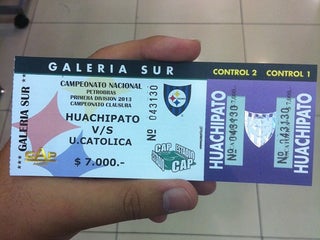 GALERIA SUR
CONTROL 2
CONTROL 1
GALERIA SUR
CAMPEONATO NACIONAL
PETROBRAS
PRIMERA DIVISION 2013
CAMPEONATO CLAUSURA
HUACHIPATO
V/S
U.CATOLICA
$ 7.000.-
Nº 043130
CAP
CAP
HUACHIPATO
Nº 043130
Nº 043130
HUACHIPATO